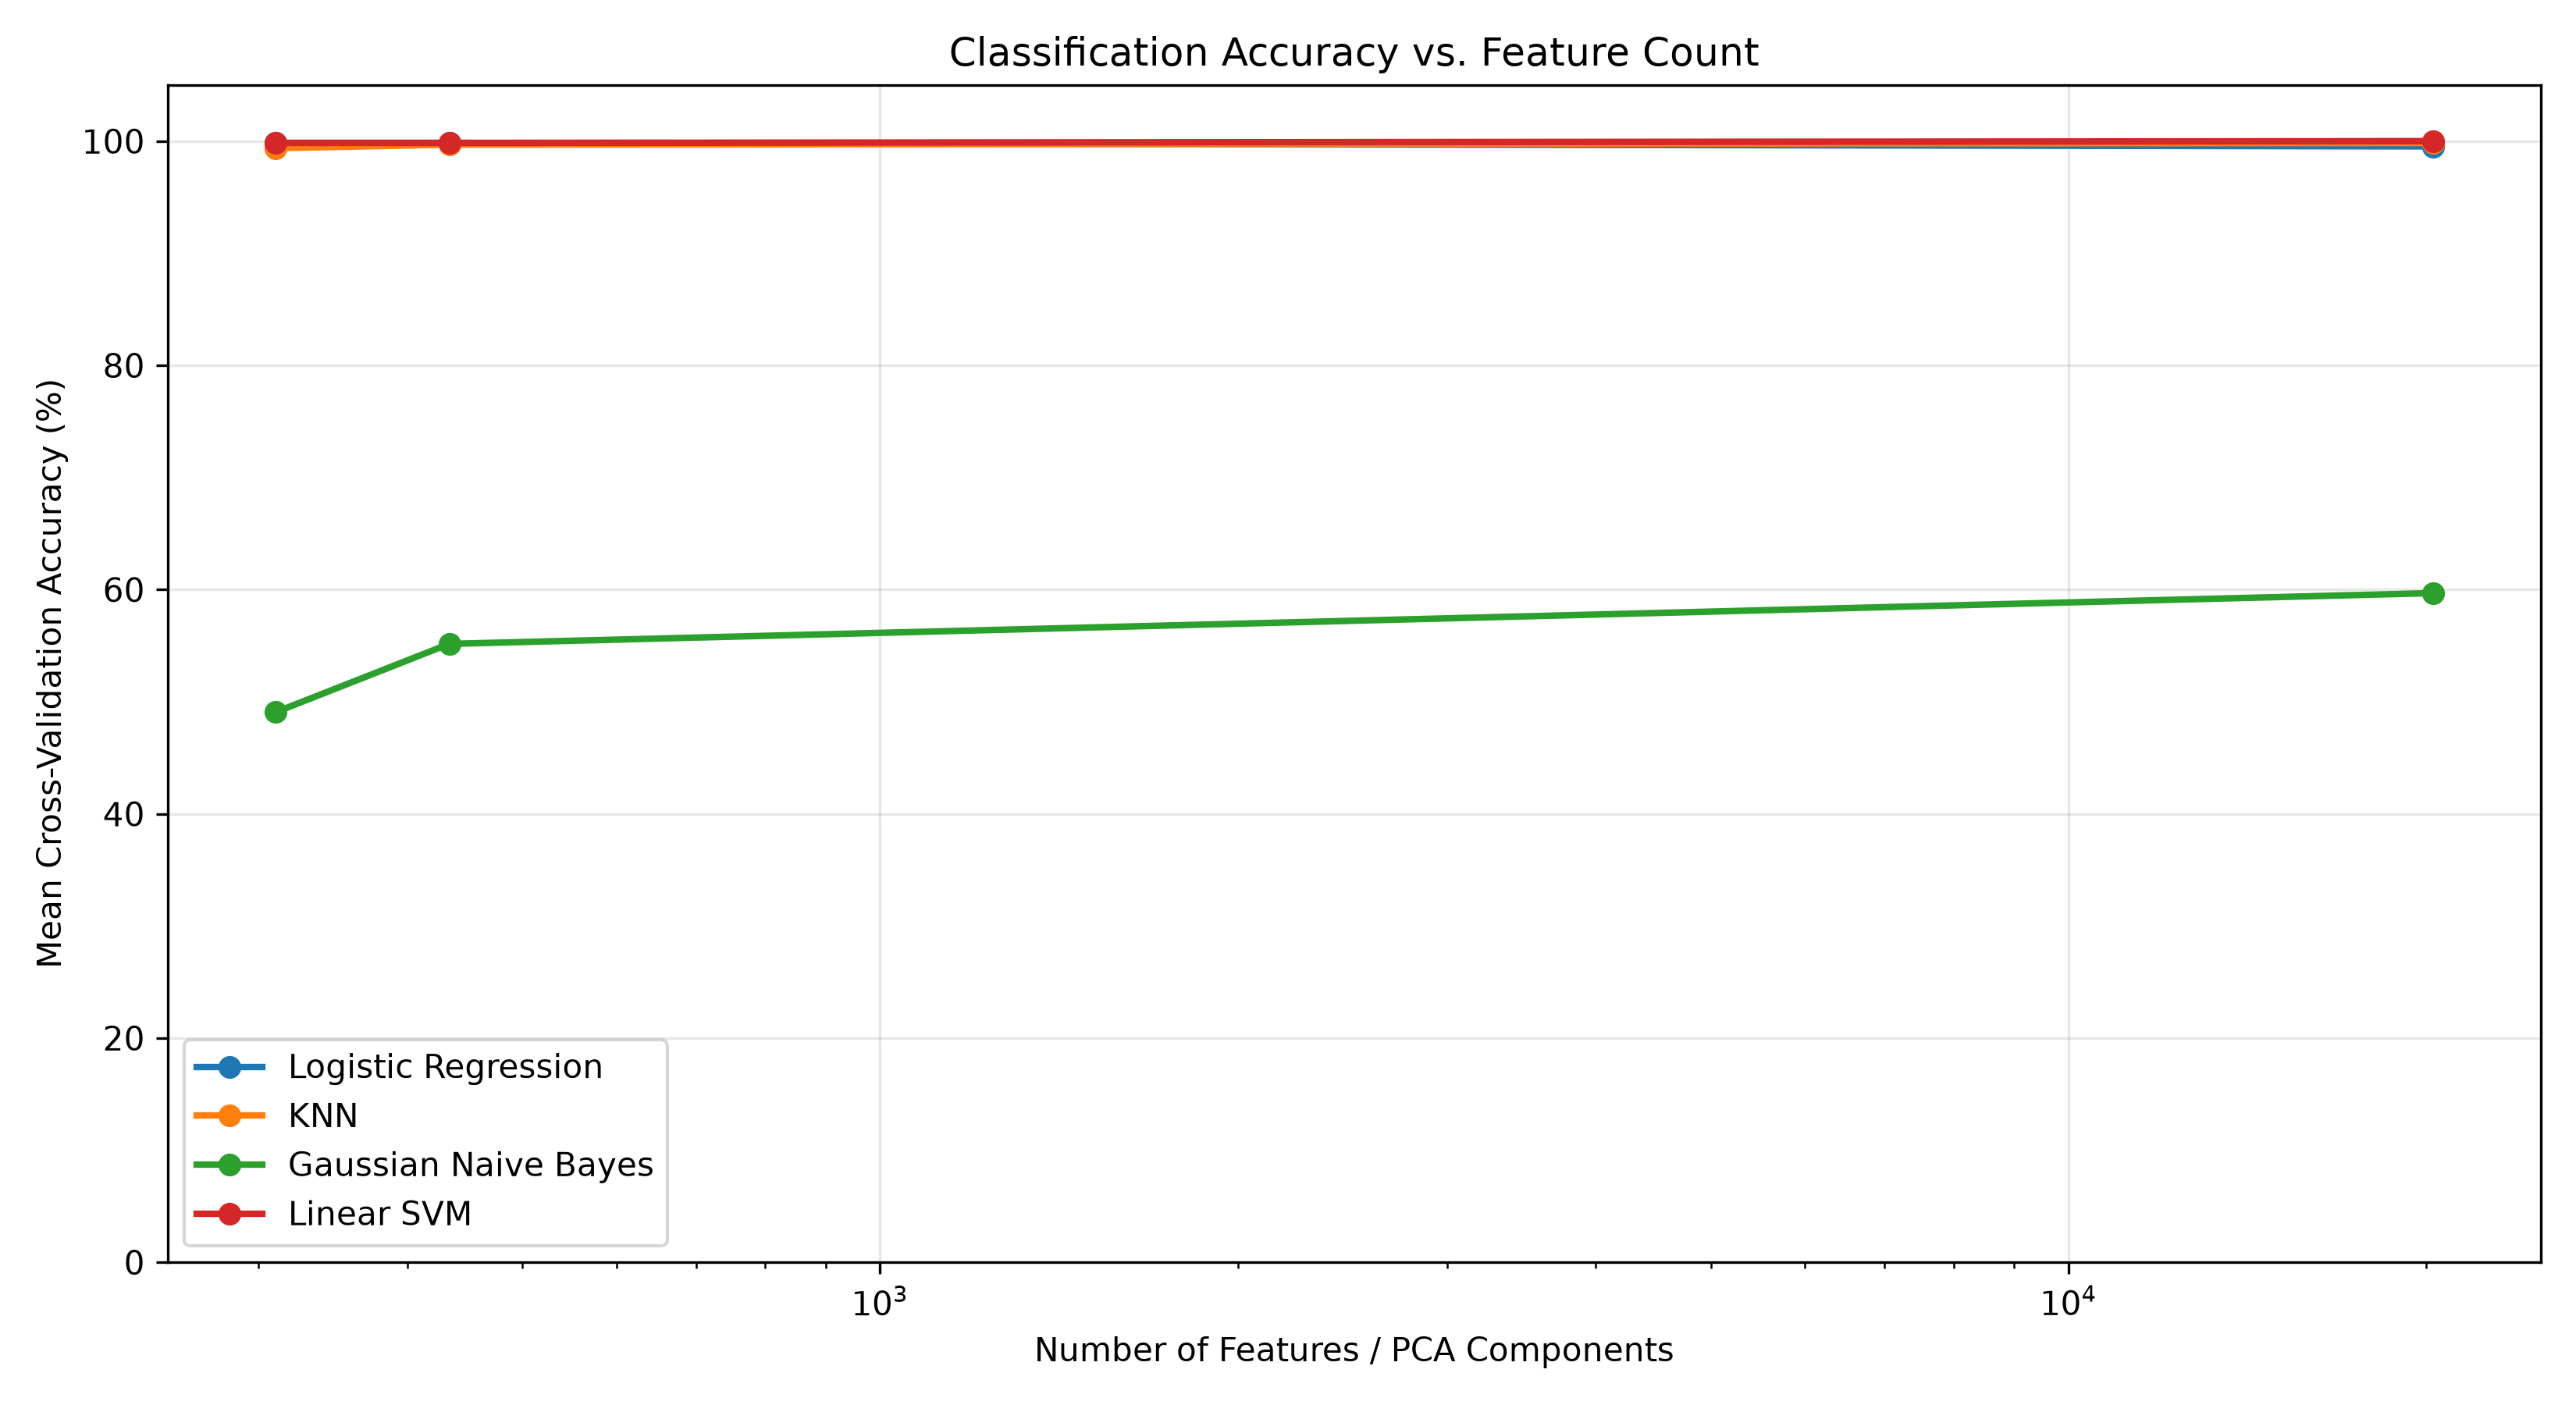 Classification Accuracy vs. Feature Count
Mean Cross-Validation Accuracy (%)
100
80
60
40
20
0
Logistic Regression
KNN
Gaussian Naive Bayes
Linear SVM
10³
10⁴
Number of Features / PCA Components